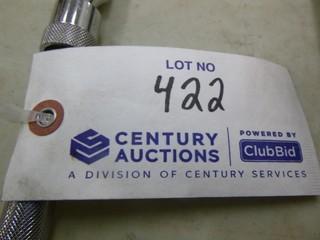 LOT NO
422
CENTURY AUCTIONS
POWERED BY
ClubBid
A DIVISION OF CENTURY SERVICES